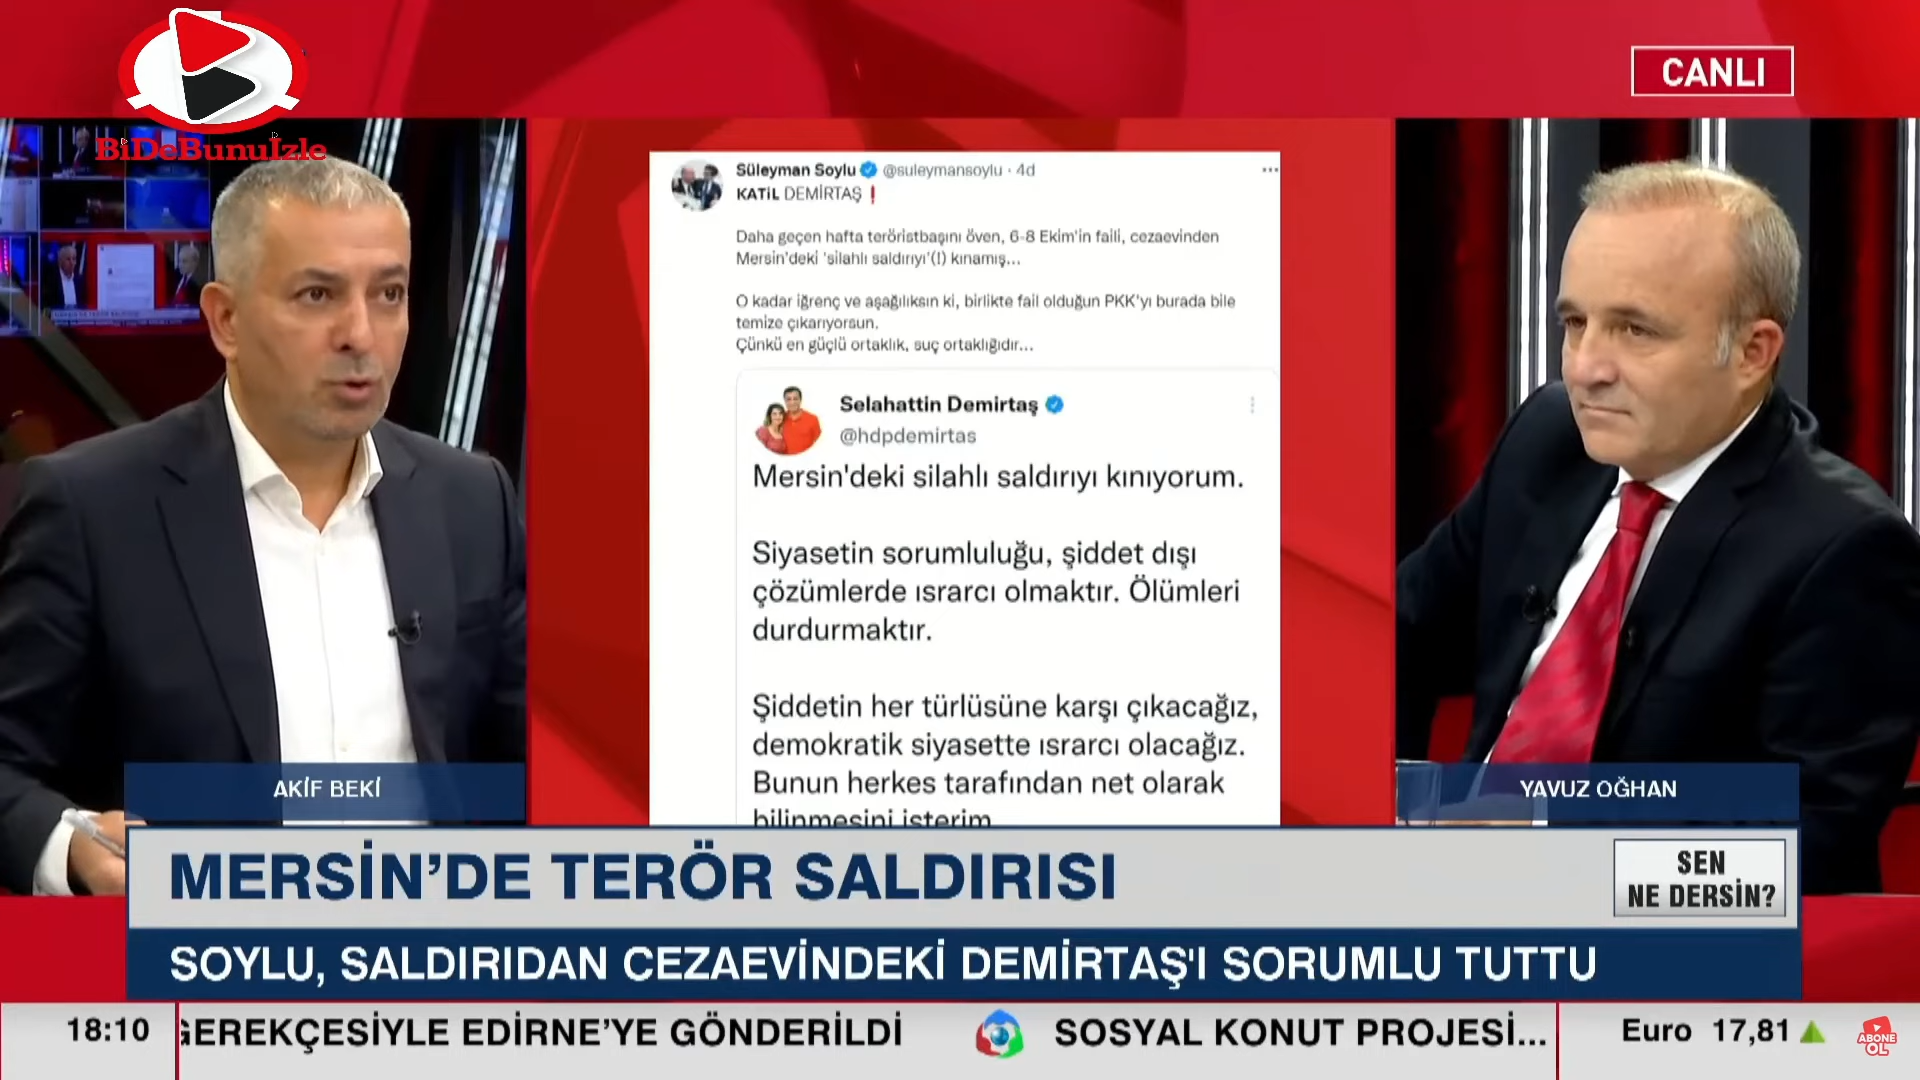 BiDeBunuİzle
CANLI
Süleyman Soylu @suleymansoylu · 4d
KATiL DEMİRTAŞ❗
Daha geçen hafta teröristbaşını öven, 6-8 Ekim'in faili, cezaevinden
Mersin'deki 'silahlı saldırıyı'(!) kınamış...
O kadar iğrenç ve aşağılıksın ki, birlikte fail olduğun PKK'yı burada bile
temize çıkarıyorsun.
Çünkü en güçlü ortaklık, suç ortaklığıdır...
Selahattin Demirtaş
@hdpdemirtas
Mersin'deki silahlı saldırıyı kınıyorum.
Siyasetin sorumluluğu, şiddet dışı
çözümlerde ısrarcı olmaktır. Ölümleri
durdurmaktır.
Şiddetin her türlüsüne karşı çıkacağız,
demokratik siyasette ısrarcı olacağız.
Bunun herkes tarafından net olarak
bilinmesini isterim
AKİF BEKİ
YAVUZ OĞHAN
MERSİN'DE TERÖR SALDIRISI
SEN
NE DERSİN?
SOYLU, SALDIRIDAN CEZAEVİNDEKİ DEMİRTAŞ'I SORUMLU TUTTU
18:10
GEREKÇESİYLE EDİRNE'YE GÖNDERİLDİ
SOSYAL KONUT PROJESİ...
Euro 17,81
ABONE
OL